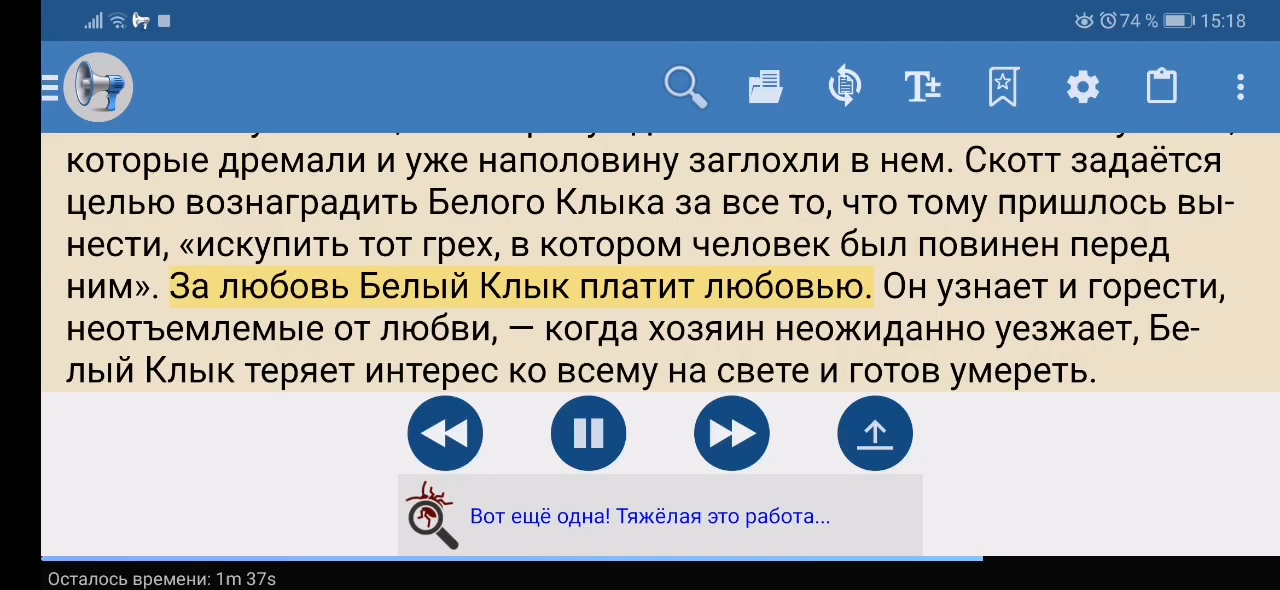 74 % 15:18
T±
которые дремали и уже наполовину заглохли в нем. Скотт задаётся
целью вознаградить Белого Клыка за все то, что тому пришлось вы-
нести, «искупить тот грех, в котором человек был повинен перед
ним». За любовь Белый Клык платит любовью. Он узнает и горести,
неотъемлемые от любви, — когда хозяин неожиданно уезжает, Бе-
лый Клык теряет интерес ко всему на свете и готов умереть.
Вот ещё одна! Тяжёлая это работа...
Осталось времени: 1m 37s